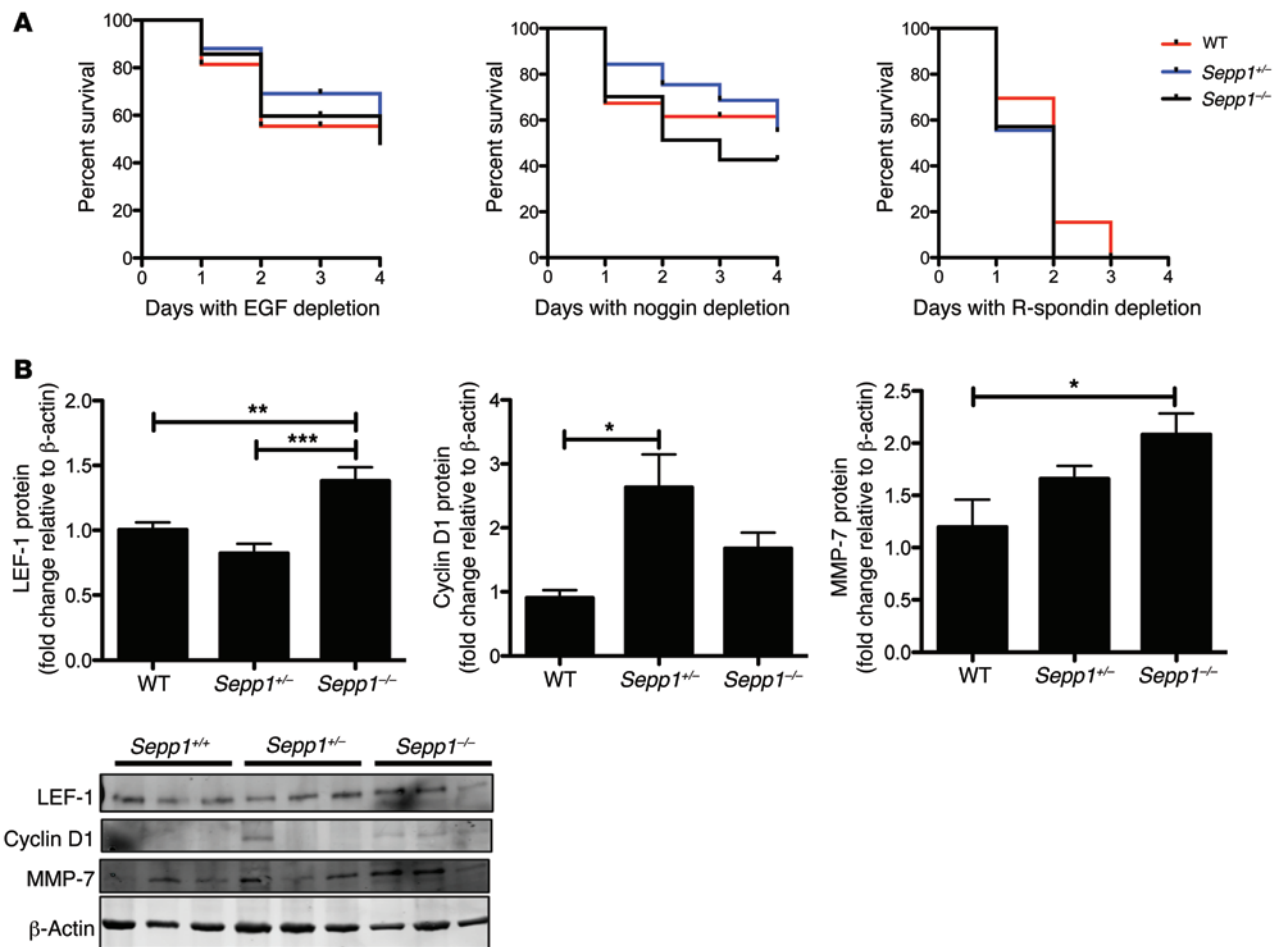 A
100
80
60
40
20
0
Percent survival
0 1 2 3 4
Days with EGF depletion
100
80
60
40
20
0
Percent survival
0 1 2 3 4
Days with noggin depletion
100
80
60
40
20
0
Percent survival
0 1 2 3 4
Days with R-spondin depletion
WT
Sepp1+/–
Sepp1–/–
B
LEF-1 protein
(fold change relative to β-actin)
2.0
1.5
1.0
0.5
0.0
**
***
WT Sepp1+/– Sepp1–/–
Cyclin D1 protein
(fold change relative to β-actin)
4
3
2
1
0
*
WT Sepp1+/– Sepp1–/–
MMP-7 protein
(fold change relative to β-actin)
2.5
2.0
1.5
1.0
0.5
0.0
*
WT Sepp1+/– Sepp1–/–
Sepp1+/+ Sepp1+/– Sepp1–/–
LEF-1
Cyclin D1
MMP-7
β-Actin